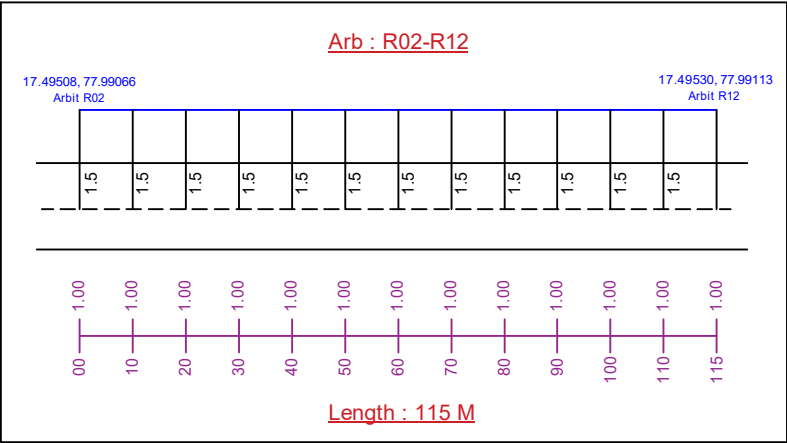 Arb : R02-R12
17.49508, 77.99066
Arbit R02
17.49530, 77.99113
Arbit R12
1.5 1.5 1.5 1.5 1.5 1.5 1.5 1.5 1.5 1.5 1.5 1.5
1.00 1.00 1.00 1.00 1.00 1.00 1.00 1.00 1.00 1.00 1.00 1.00 1.00
00 10 20 30 40 50 60 70 80 90 100 110 115
Length : 115 M